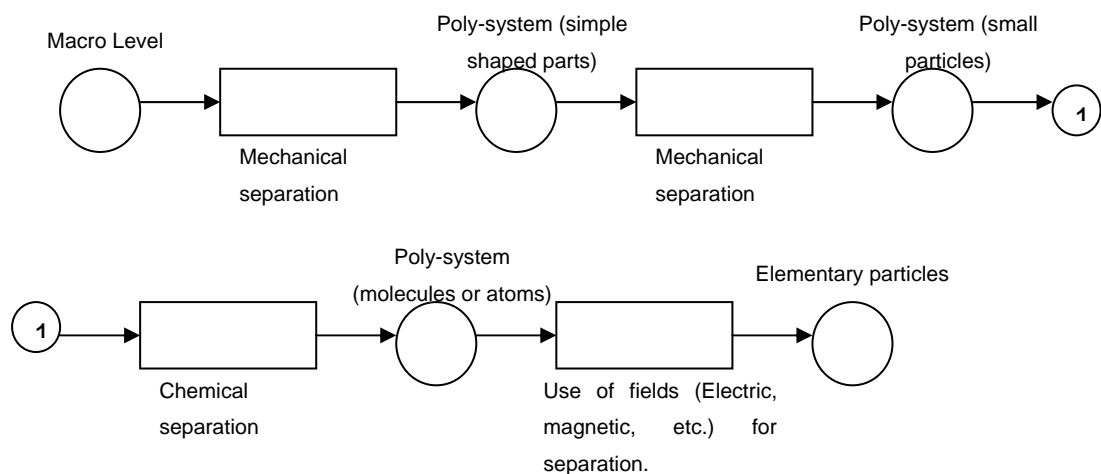 Macro Level
Poly-system (simple
shaped parts)
Poly-system (small
particles)
1
Mechanical
separation
Mechanical
separation
Poly-system
(molecules or atoms)
Elementary particles
1
Chemical
separation
Use of fields (Electric,
magnetic, etc.) for
separation.